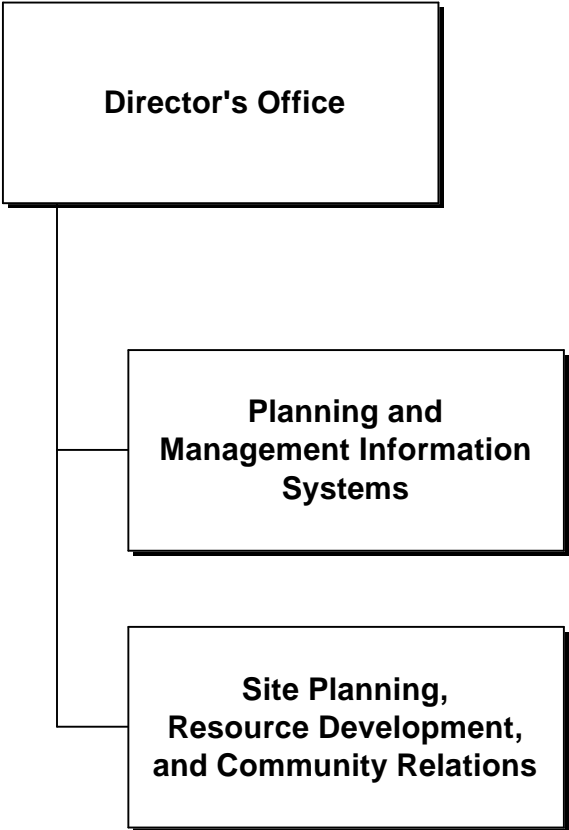 Director's Office
Planning and
Management Information
Systems
Site Planning,
Resource Development,
and Community Relations